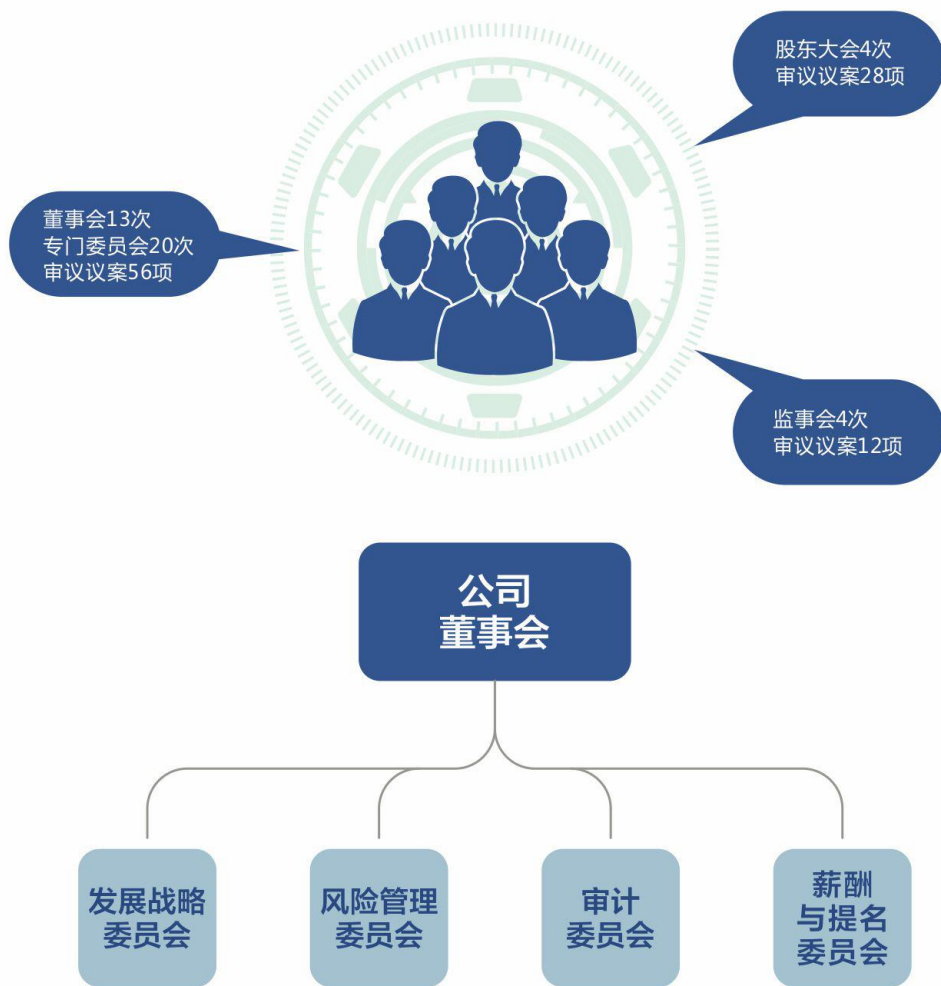 股东大会4次
审议议案28项
董事会13次
专门委员会20次
审议议案56项
监事会4次
审议议案12项
公司
董事会
发展战略
委员会
风险管理
委员会
审计
委员会
薪酬
与提名
委员会